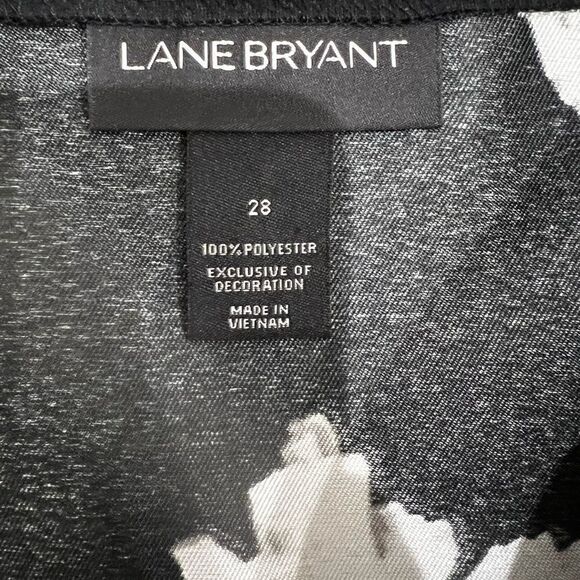 LANE BRYANT
28
100% POLYESTER
EXCLUSIVE OF
DECORATION
MADE IN
VIETNAM